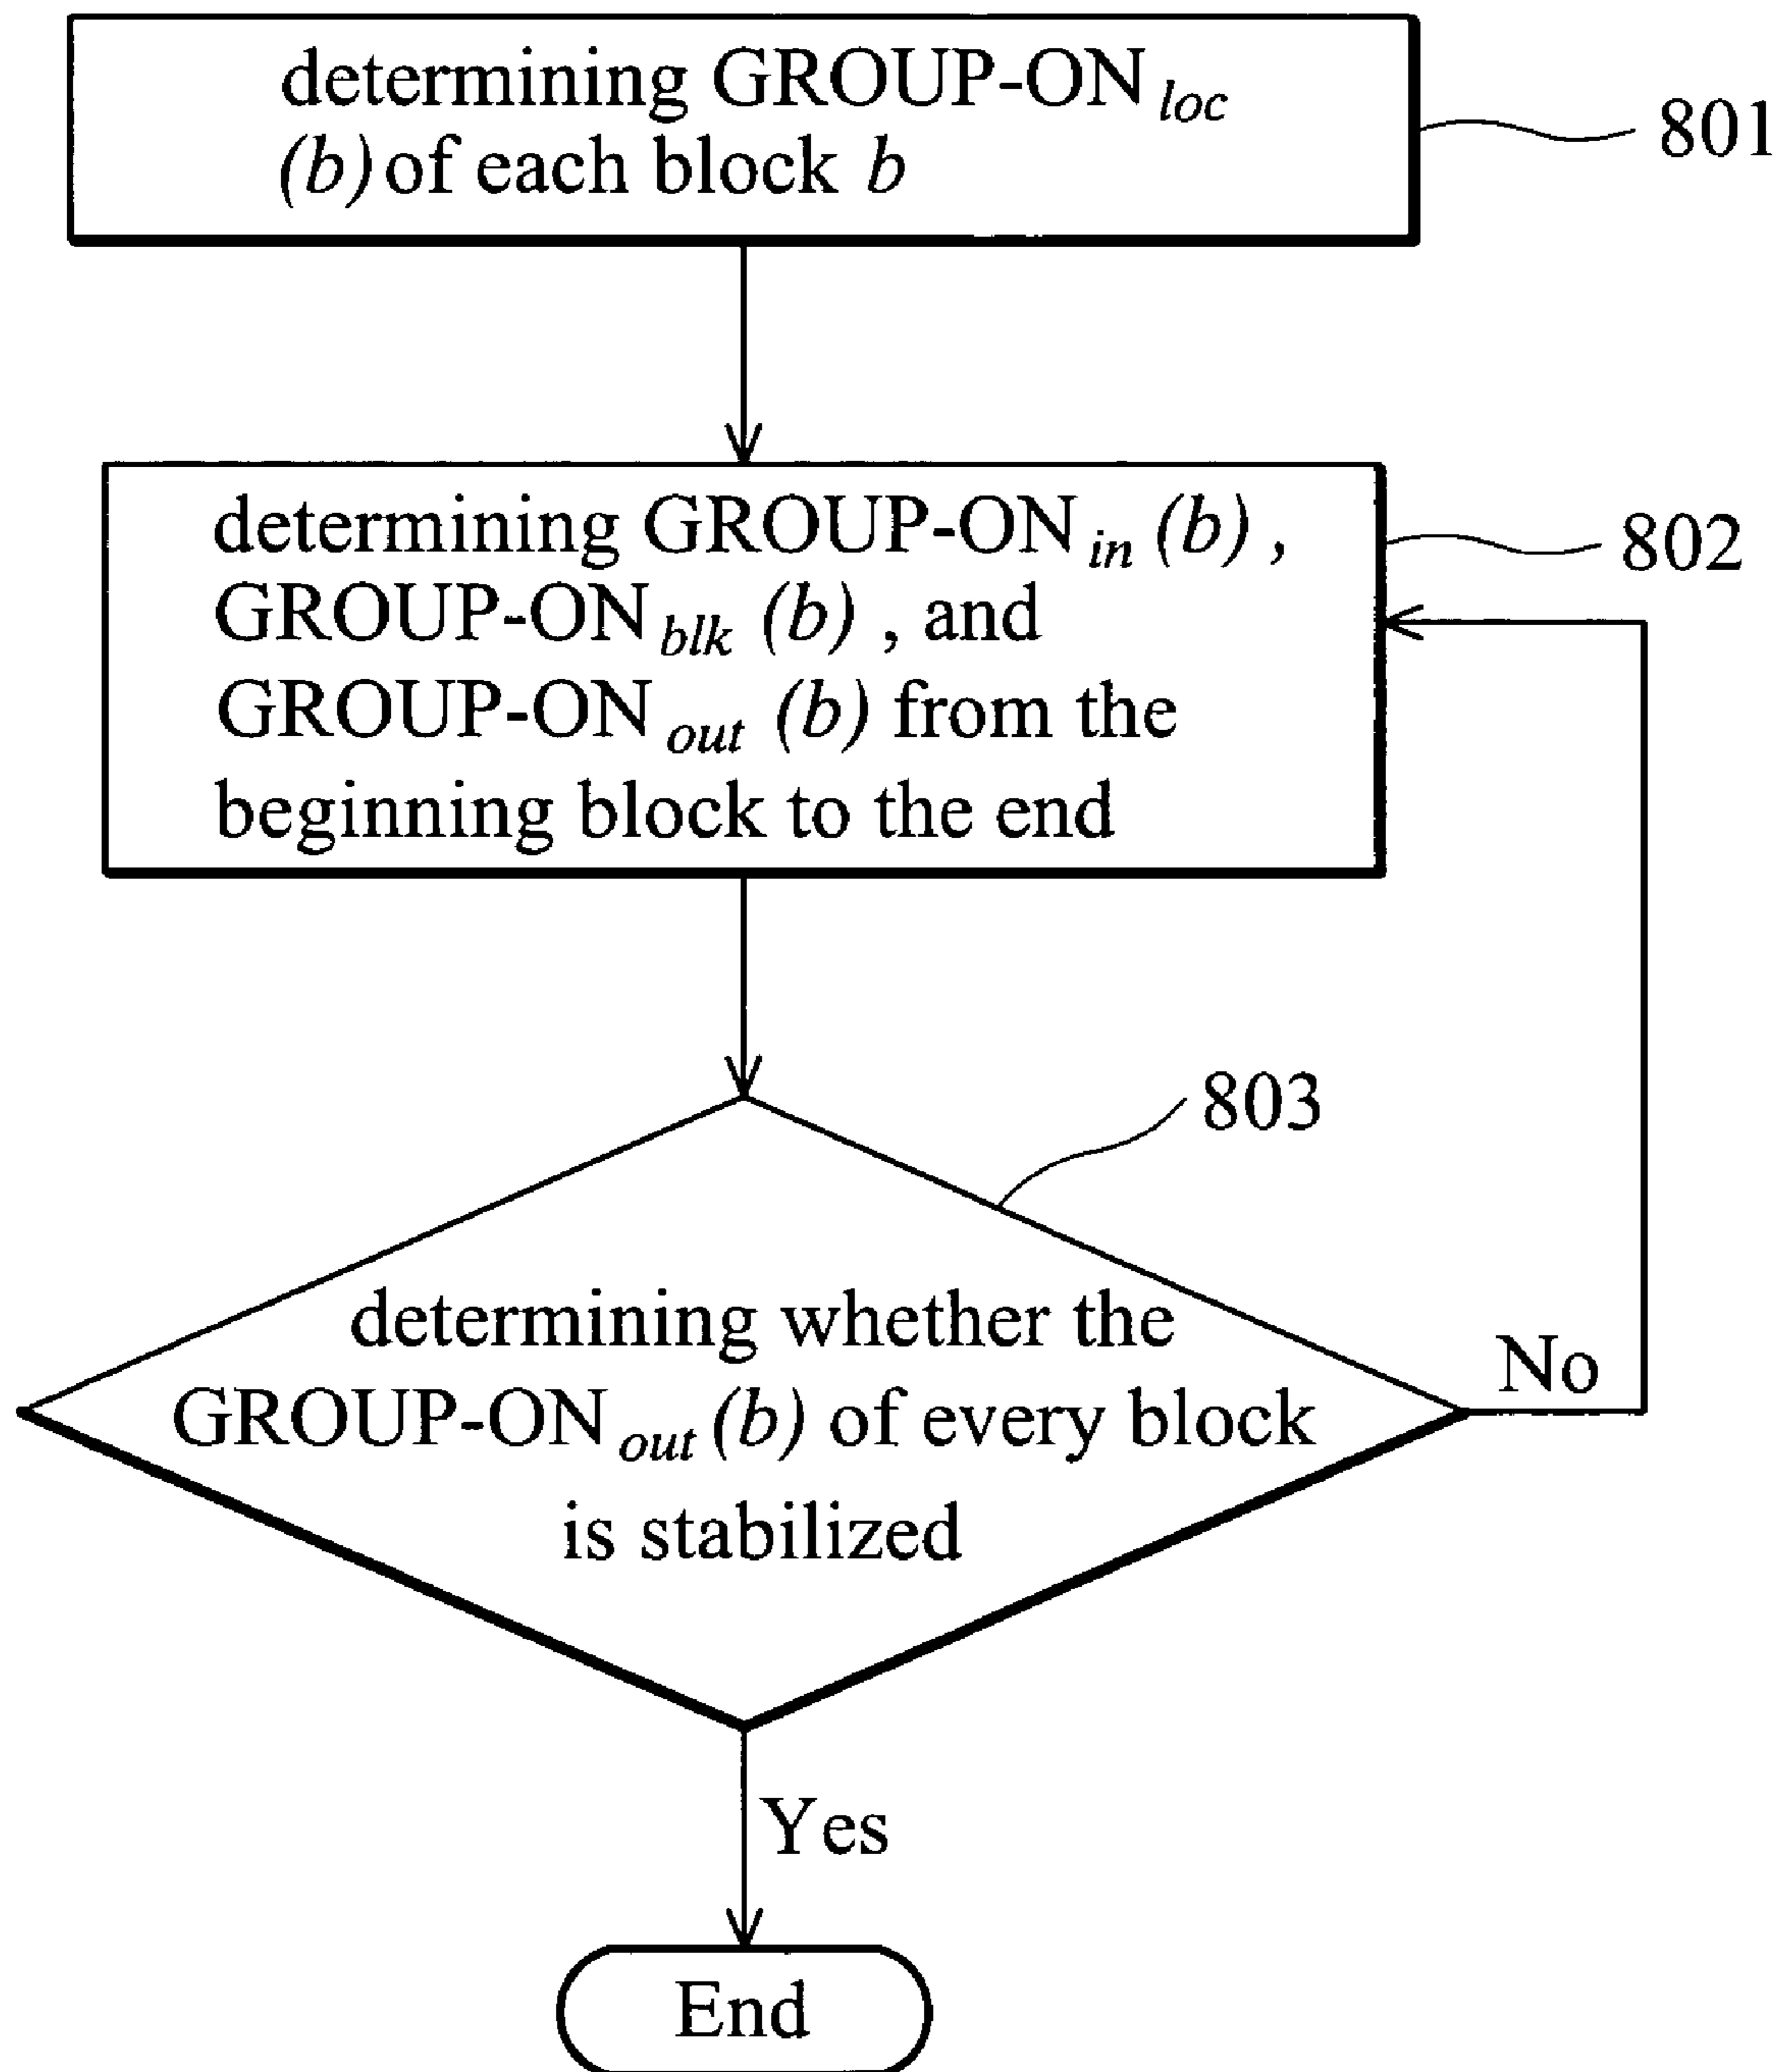 determining GROUP-ON loc
(b) of each block b
801
determining GROUP-ON in (b) ,
GROUP-ON blk (b) , and
GROUP-ON out (b) from the
beginning block to the end
802
803
determining whether the
GROUP-ON out (b) of every block
is stabilized
No
Yes
End